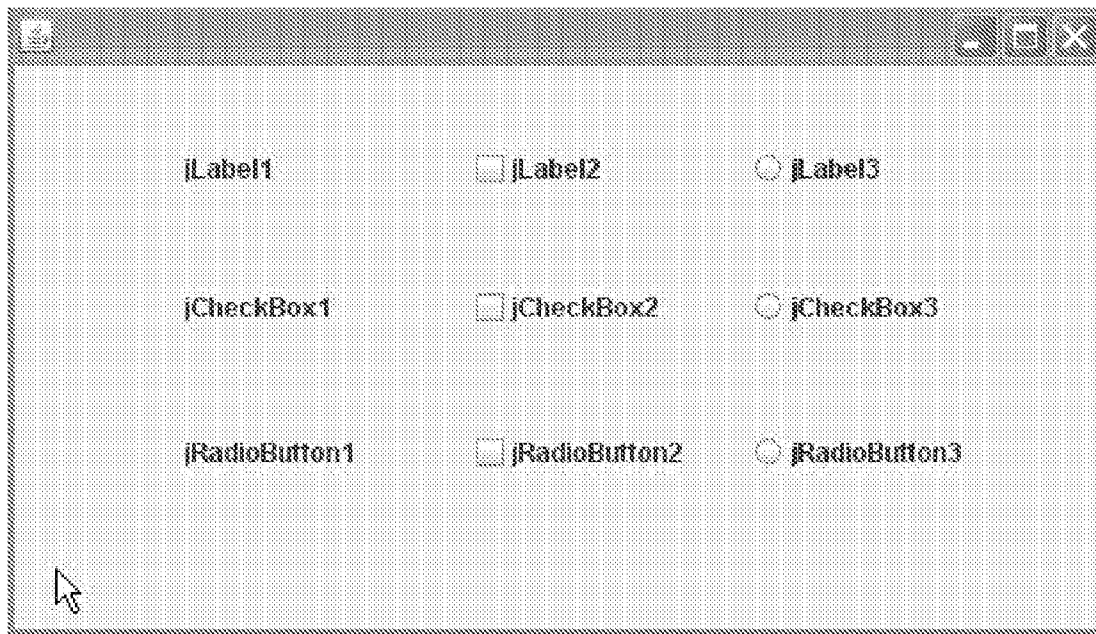 jLabel1 jLabel2 jLabel3
jCheckBox1 jCheckBox2 jCheckBox3
jRadioButton1 jRadioButton2 jRadioButton3